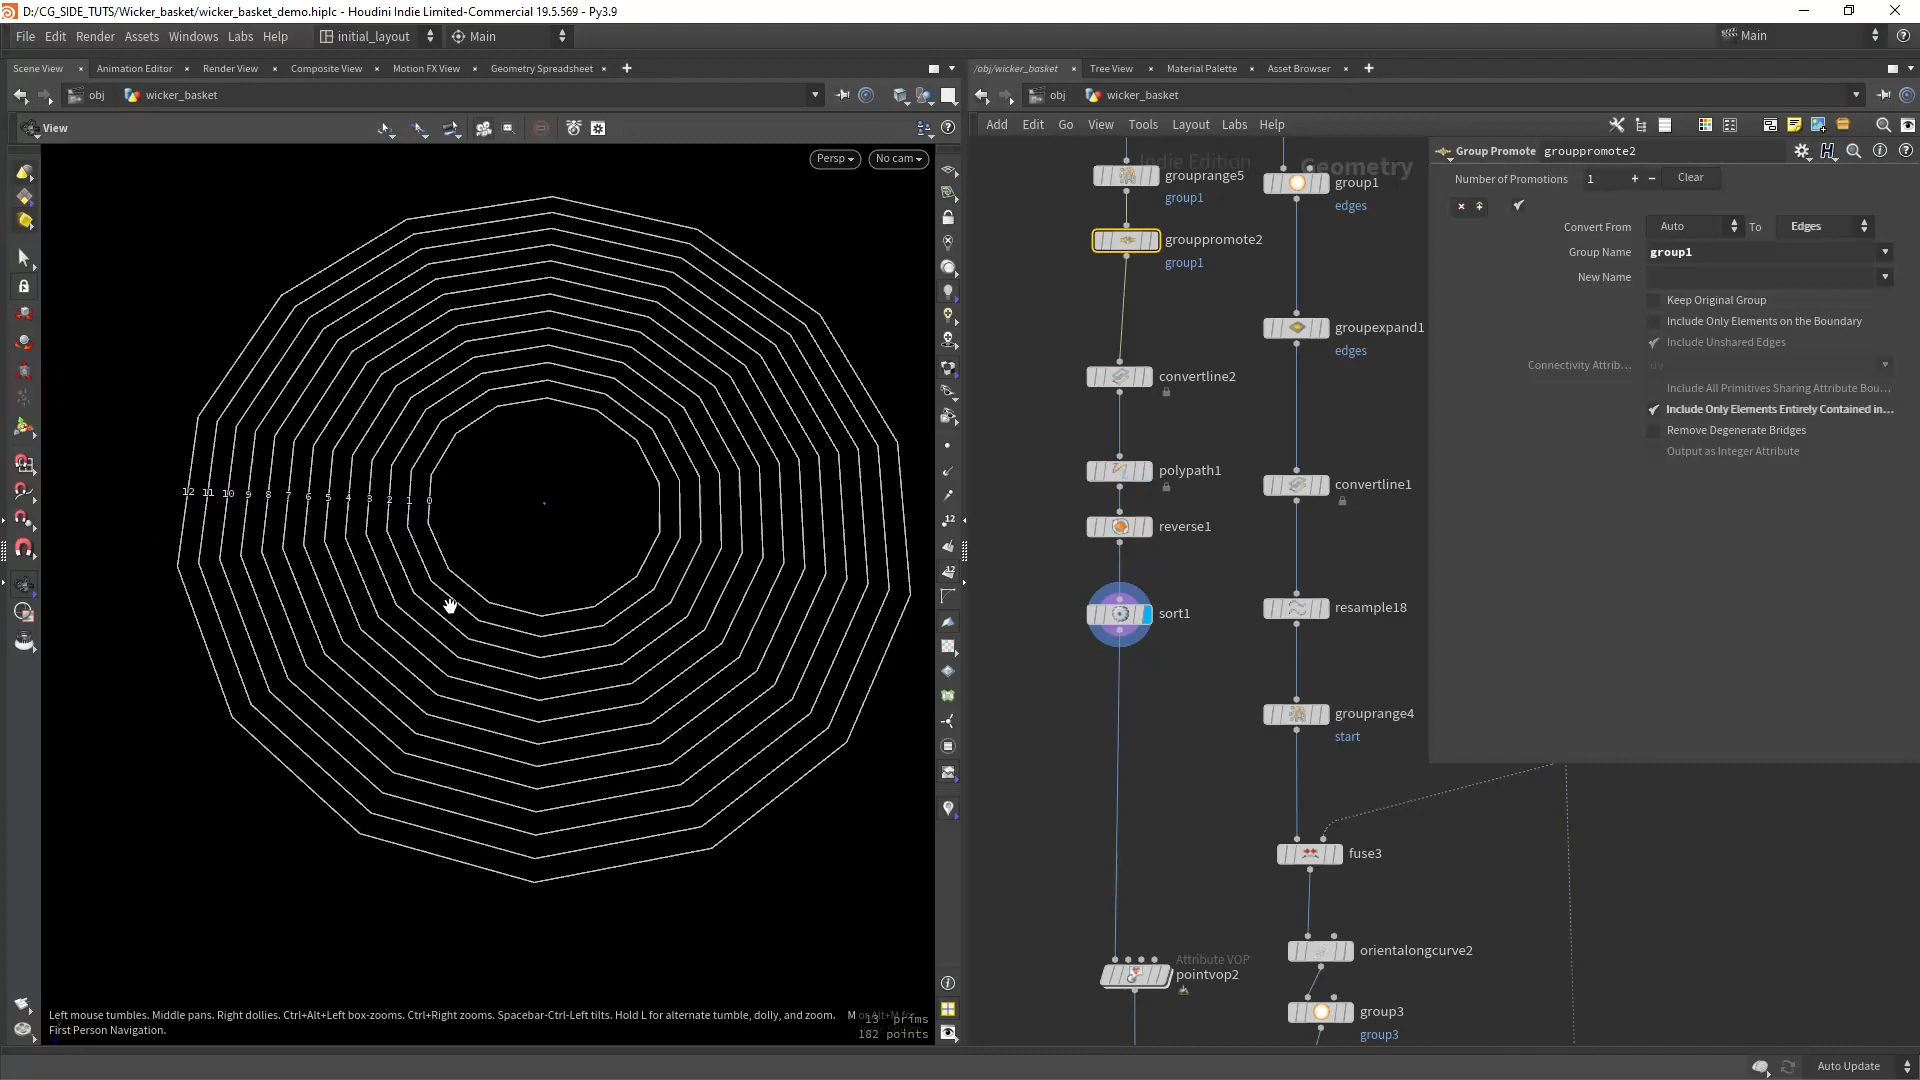 D:/CG_SIDE_TUTS/Wicker_basket/wicker_basket_demo.hiplc - Houdini Indie Limited-Commercial 19.5.569 - Py3.9
File Edit Render Assets Windows Labs Help initial_layout Main Main
Scene View Animation Editor Render View Composite View Motion FX View Geometry Spreadsheet
/obj/wicker_basket Tree View Material Palette Asset Browser
obj wicker_basket
obj wicker_basket
View
Add Edit Go View Tools Layout Labs Help
Persp No cam
12 11 10 9 8 7 6 5 4 3 2 1 0
Left mouse tumbles. Middle pans. Right dollies. Ctrl+Alt+Left box-zooms. Ctrl+Right zooms. Spacebar-Ctrl-Left tilts. Hold L for alternate tumble, dolly, and zoom. M or Alt+M for
First Person Navigation.
13 prims
182 points
12
12
Indie Edition
Geometry
grouprange5
group1
grouppromote2
group1
convertline2
polypath1
reverse1
sort1
Attribute VOP
pointvop2
group1
edges
groupexpand1
edges
convertline1
resample18
grouprange4
start
fuse3
orientalongcurve2
group3
group3
Group Promote grouppromote2
Number of Promotions 1 Clear
Convert From Auto To Edges
Group Name group1
New Name
Keep Original Group
Include Only Elements on the Boundary
Include Unshared Edges
Connectivity Attrib... uv
Include All Primitives Sharing Attribute Bou...
Include Only Elements Entirely Contained in...
Remove Degenerate Bridges
Output as Integer Attribute
Auto Update